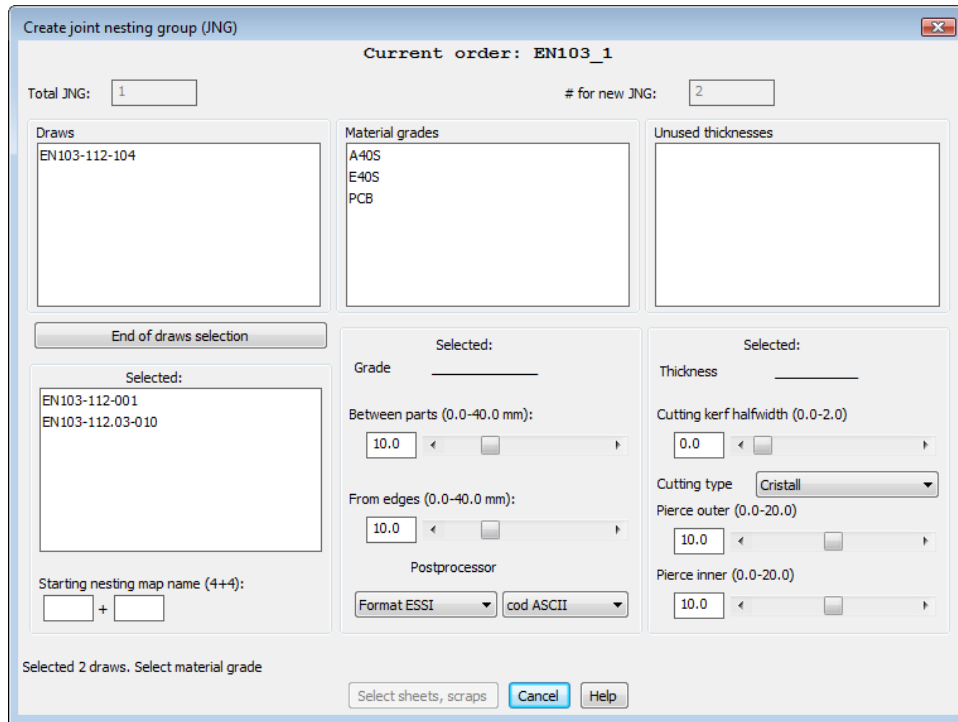 Create joint nesting group (JNG)
Current order: EN103_1
Total JNG: 1 # for new JNG: 2
Draws Material grades Unused thicknesses
EN103-112-104
A40S
E40S
PCB
End of draws selection
Selected:
EN103-112-001
EN103-112.03-010
Starting nesting map name (4+4):
+
Selected:
Grade
Between parts (0.0-40.0 mm):
10.0
From edges (0.0-40.0 mm):
10.0
Postprocessor
Format ESSI cod ASCII
Selected:
Thickness
Cutting kerf halfwidth (0.0-2.0)
0.0
Cutting type Cristall
Pierce outer (0.0-20.0)
10.0
Pierce inner (0.0-20.0)
10.0
Selected 2 draws. Select material grade
Select sheets, scraps Cancel Help